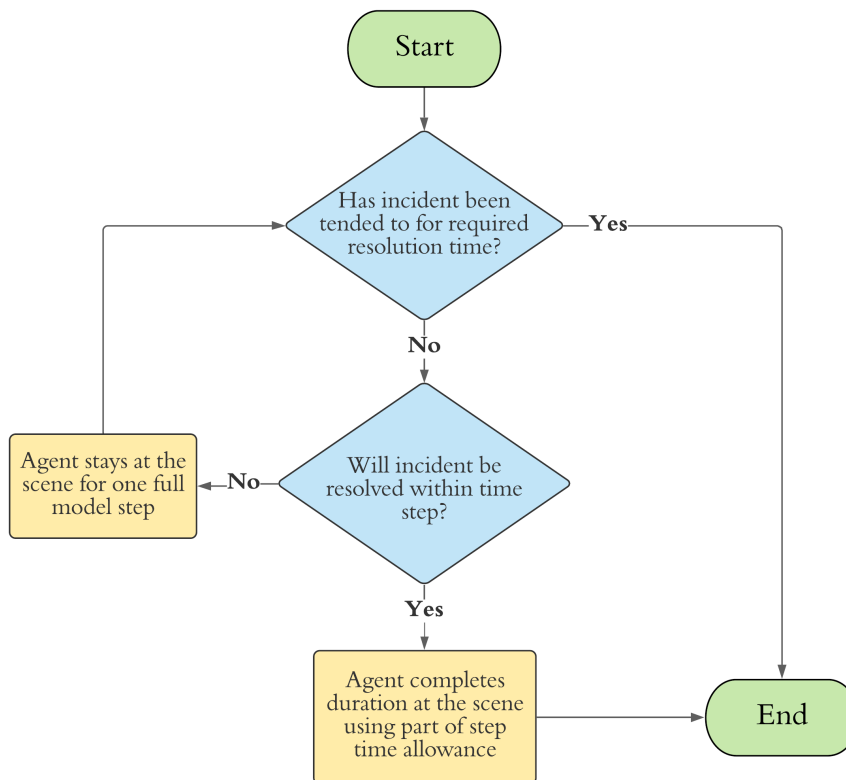 Start
Has incident been
tended to for required
resolution time?
Yes
No
Agent stays at the
scene for one full
model step
No
Will incident be
resolved within time
step?
Yes
Agent completes
duration at the scene
using part of step
time allowance
End